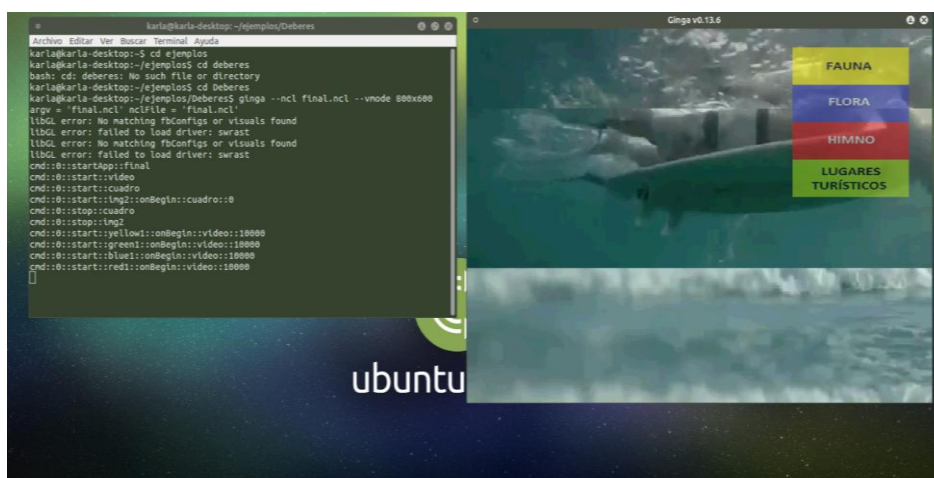 karla@karla-desktop: ~/ejemplos/Deberes
Archivo Editar Ver Buscar Terminal Ayuda
karla@karla-desktop:~$ cd ejemplos
karla@karla-desktop:~/ejemplos$ cd deberes
bash: cd: deberes: No such file or directory
karla@karla-desktop:~/ejemplos$ cd Deberes
karla@karla-desktop:~/ejemplos/Deberes$ ginga --ncl final.ncl --vmode 800x600
argv = 'final.ncl' nclFile = 'final.ncl'
libGL error: No matching fbConfigs or visuals found
libGL error: failed to load driver: swrast
libGL error: No matching fbConfigs or visuals found
libGL error: failed to load driver: swrast
cmd::0::startApp::final
cmd::0::start::video
cmd::0::start::cuadro
cmd::0::start::img2::onBegin::cuadro::0
cmd::0::stop::cuadro
cmd::0::stop::img2
cmd::0::start::yellow1::onBegin::video::10000
cmd::0::start::green1::onBegin::video::10000
cmd::0::start::blue1::onBegin::video::10000
cmd::0::start::red1::onBegin::video::10000
ubuntu
Ginga v0.13.6
FAUNA
FLORA
HIMNO
LUGARES
TURÍSTICOS